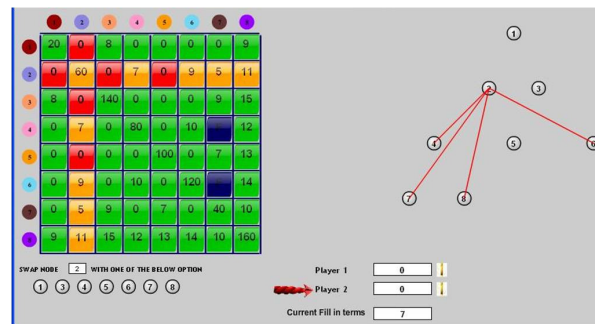 1 2 3 4 5 6 7 8
1 20 0 8 0 0 0 0 9
2 0 60 0 7 0 9 5 11
3 8 0 140 0 0 0 9 15
4 0 7 0 80 0 10 12
5 0 0 0 0 100 0 7 13
6 0 9 0 10 0 120 14
7 0 5 9 0 7 0 40 10
8 9 11 15 12 13 14 10 160
SWAP NODE 2 WITH ONE OF THE BELOW OPTION
1 3 4 5 6 7 8
1
2 3
4 5 6
7 8
Player 1 0
Player 2 0
Current Fill in terms 7